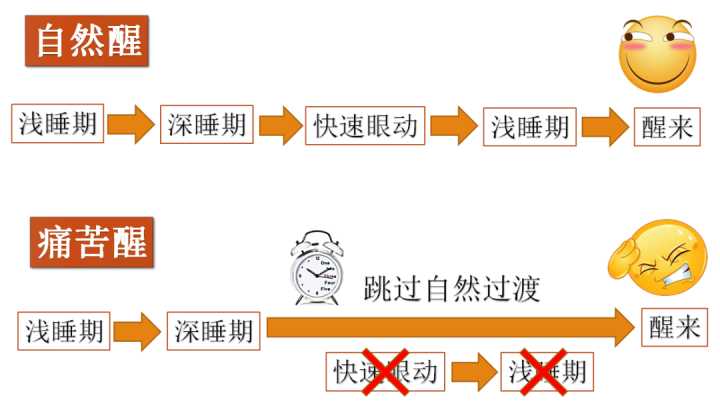 自然醒
浅睡期 深睡期 快速眼动 浅睡期 醒来
痛苦醒
跳过自然过渡
浅睡期 深睡期 醒来
快速眼动 浅睡期